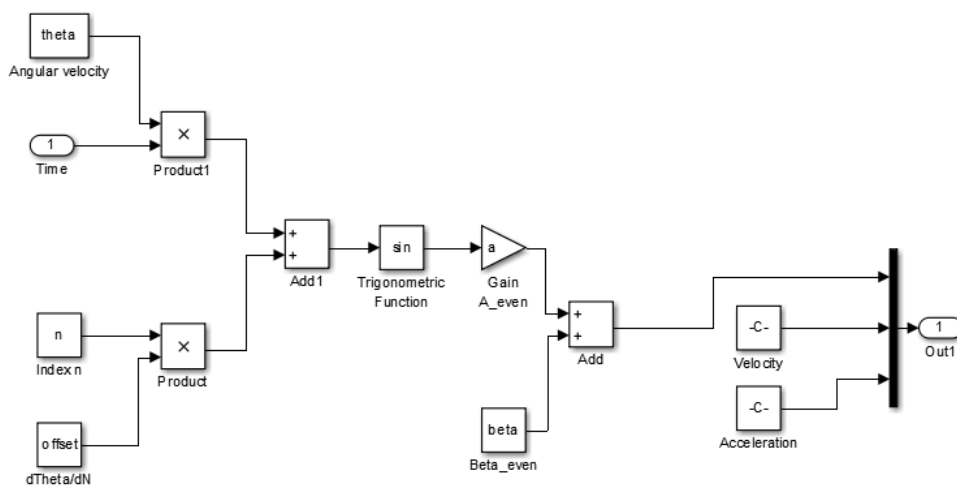 theta
Angular velocity
1
Time
×
Product1
n
Index n
×
Product
offset
dTheta/dN
+
+
Add1
sin
Trigonometric
Function
a
Gain
A_even
+
+
Add
beta
Beta_even
-C-
Velocity
-C-
Acceleration
1
Out1